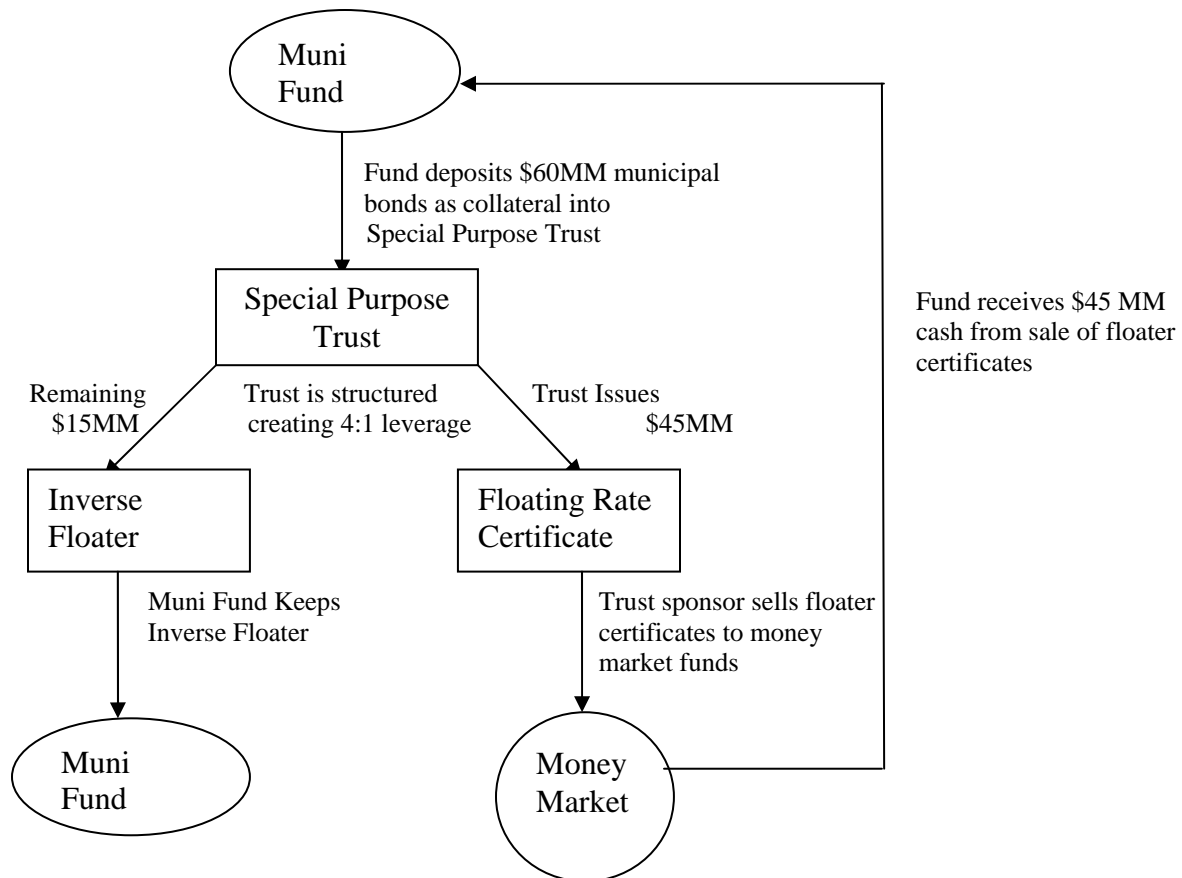 Muni
Fund
Fund deposits $60MM municipal
bonds as collateral into
Special Purpose Trust
Special Purpose
Trust
Fund receives $45 MM
cash from sale of floater
certificates
Remaining
$15MM
Trust is structured
creating 4:1 leverage
Trust Issues
$45MM
Inverse
Floater
Floating Rate
Certificate
Muni Fund Keeps
Inverse Floater
Trust sponsor sells floater
certificates to money
market funds
Muni
Fund
Money
Market